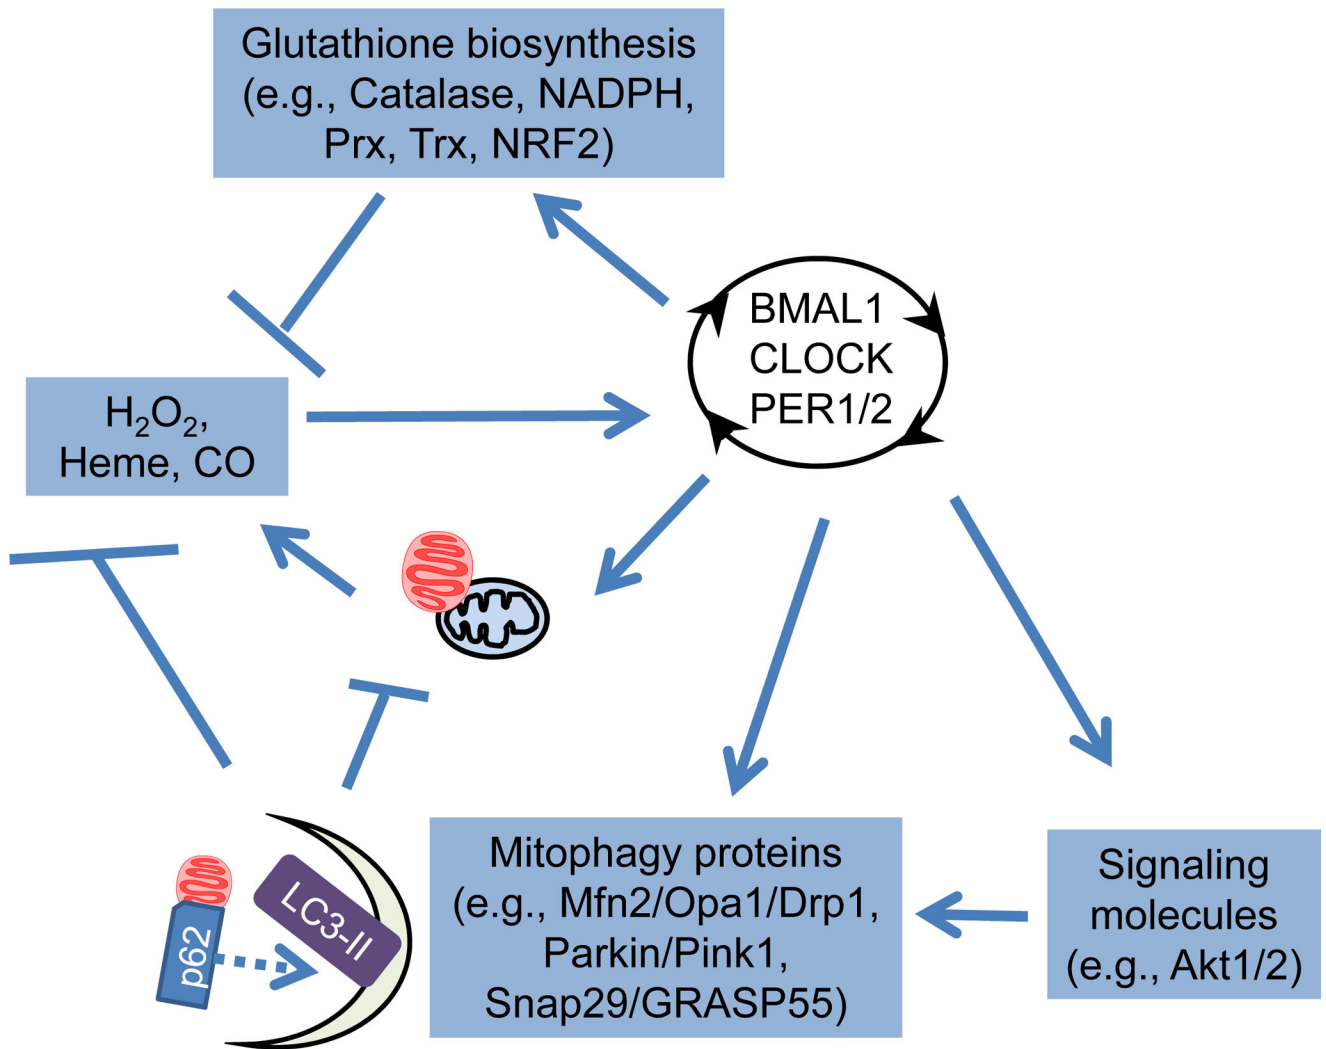 Glutathione biosynthesis
(e.g., Catalase, NADPH,
Prx, Trx, NRF2)
BMAL1
CLOCK
PER1/2
H₂O₂,
Heme, CO
LC3-II
p62
Mitophagy proteins
(e.g., Mfn2/Opa1/Drp1,
Parkin/Pink1,
Snap29/GRASP55)
Signaling
molecules
(e.g., Akt1/2)